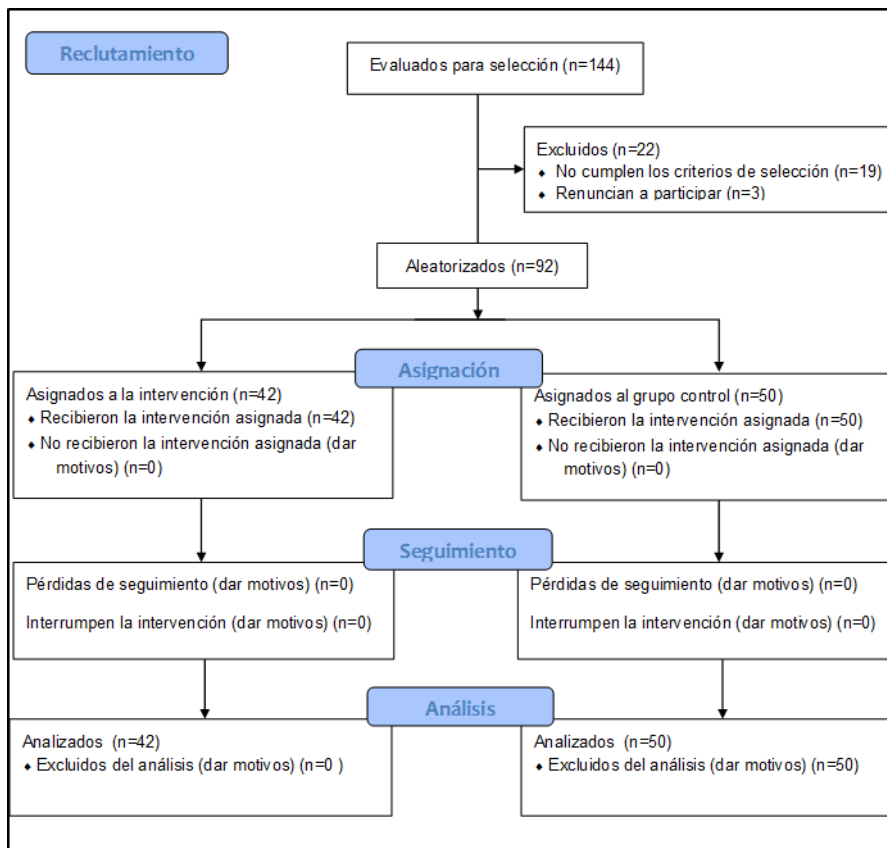 Reclutamiento
Evaluados para selección (n=144)
Excluidos (n=22)
♦ No cumplen los criterios de selección (n=19)
♦ Renuncian a participar (n=3)
Aleatorizados (n=92)
Asignación
Asignados a la intervención (n=42)
♦ Recibieron la intervención asignada (n=42)
♦ No recibieron la intervención asignada (dar
motivos) (n=0)
Asignados al grupo control (n=50)
♦ Recibieron la intervención asignada (n=50)
♦ No recibieron la intervención asignada (dar
motivos) (n=0)
Seguimiento
Pérdidas de seguimiento (dar motivos) (n=0)
Interrumpen la intervención (dar motivos) (n=0)
Pérdidas de seguimiento (dar motivos) (n=0)
Interrumpen la intervención (dar motivos) (n=0)
Análisis
Analizados (n=42)
♦ Excluidos del análisis (dar motivos) (n=0 )
Analizados (n=50)
♦ Excluidos del análisis (dar motivos) (n=50)